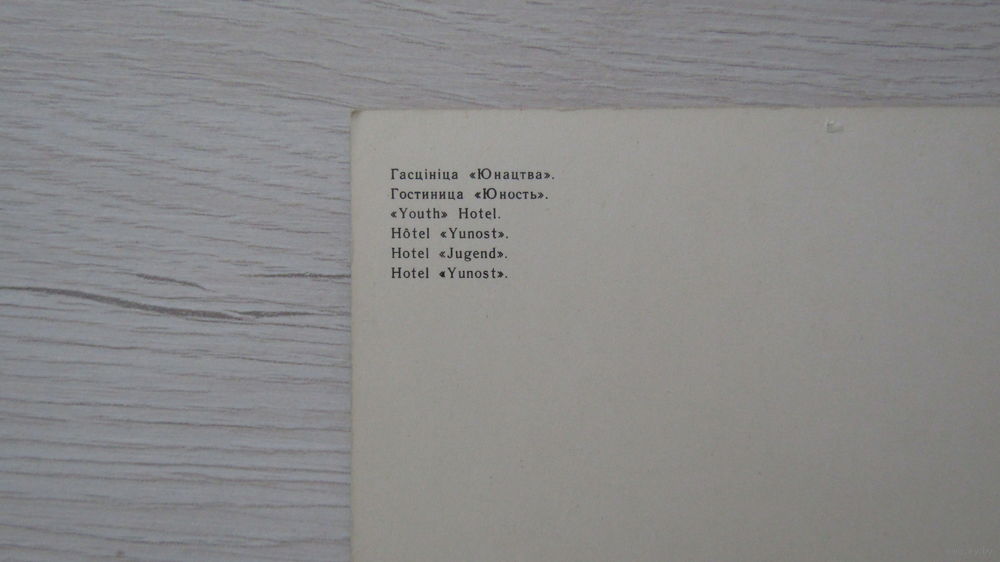 Гасцініца «Юнацтва».
Гостиница «Юность».
«Youth» Hotel.
Hôtel «Yunost».
Hotel «Jugend».
Hotel «Yunost».